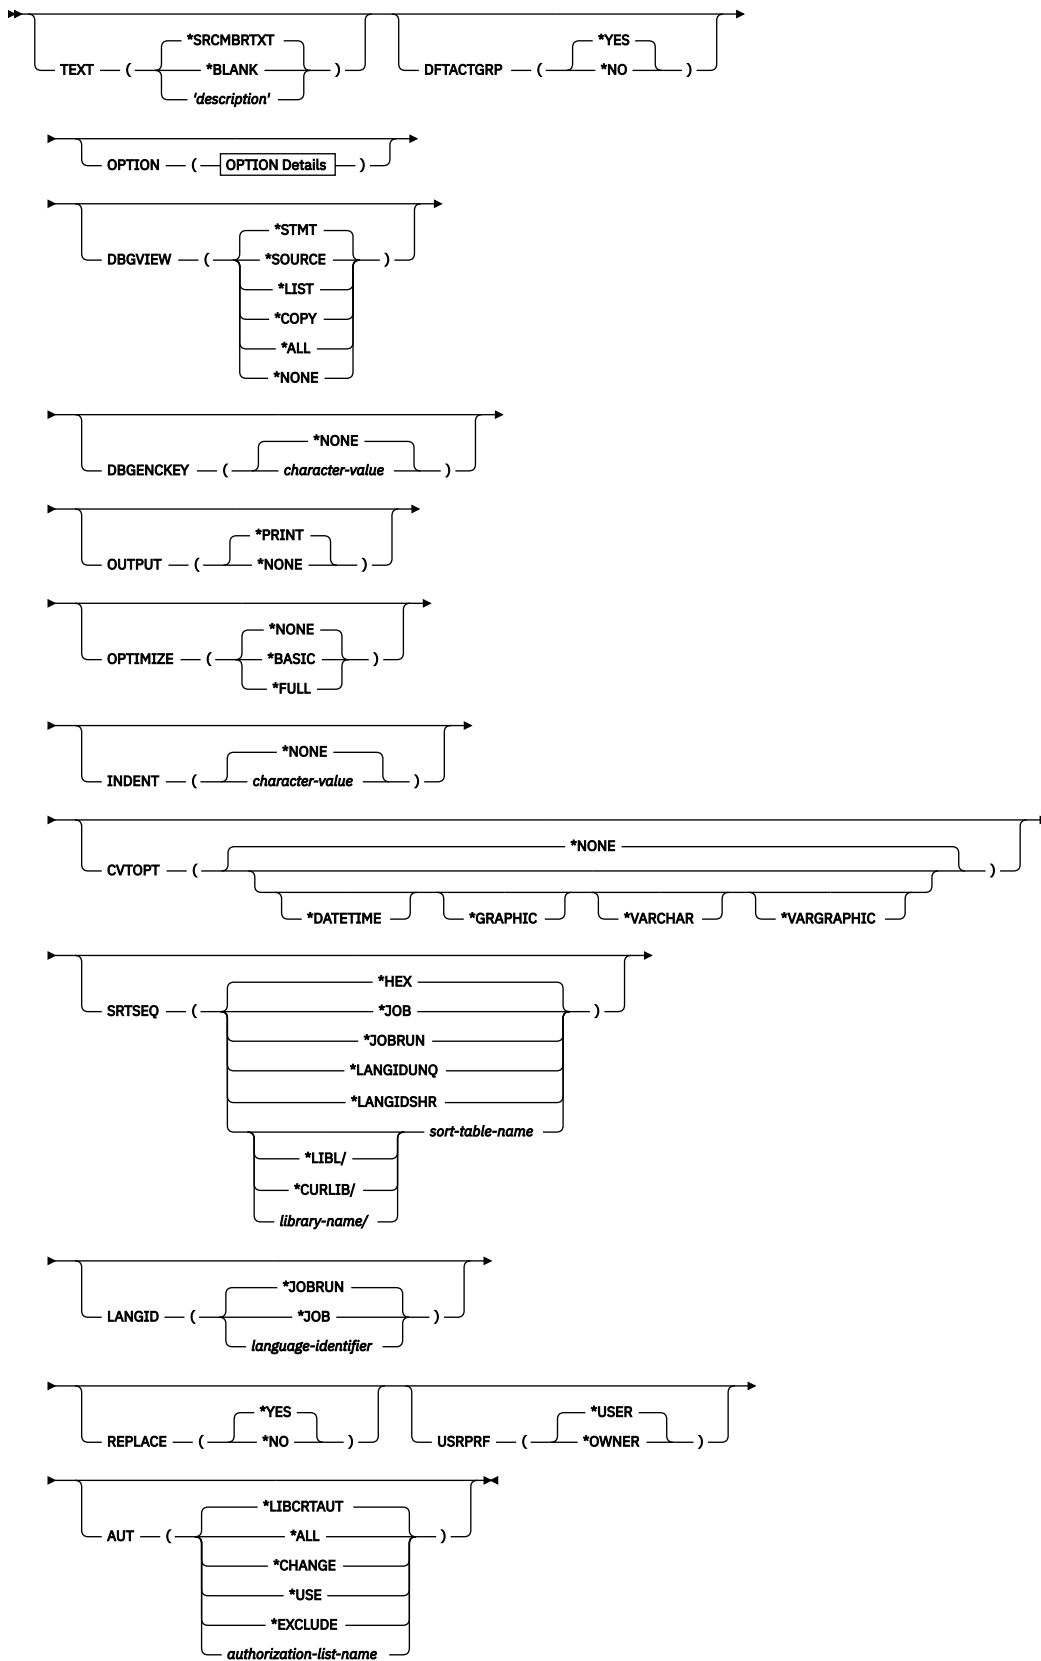 *SRCMBRTXT *YES
TEXT ( *BLANK ) DFTACTGRP ( *NO )
'description'
OPTION ( OPTION Details )
*STMT
DBGVIEW ( *SOURCE )
*LIST
*COPY
*ALL
*NONE
*NONE
DBGENCKEY ( character-value )
*PRINT
OUTPUT ( *NONE )
*NONE
OPTIMIZE ( *BASIC )
*FULL
*NONE
INDENT ( character-value )
*NONE
CVTOPT ( )
*DATETIME *GRAPHIC *VARCHAR *VARGRAPHIC
*HEX
SRTSEQ ( *JOB )
*JOBRUN
*LANGIDUNQ
*LANGIDSHR
sort-table-name
*LIBL/
*CURLIB/
library-name/
*JOBRUN
LANGID ( *JOB )
language-identifier
*YES *USER
REPLACE ( *NO ) USRPRF ( *OWNER )
*LIBCRTAUT
AUT ( *ALL )
*CHANGE
*USE
*EXCLUDE
authorization-list-name